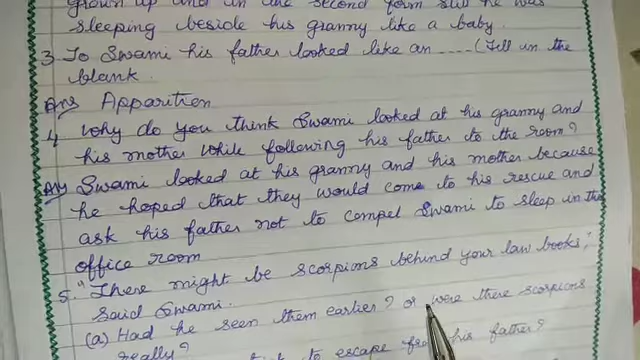 grown up and in the second form still he was
sleeping beside his granny like a baby.
3. To Swami his father looked like an .... (Fill in the
blank.
Ans Apparition
4. Why do you think Swami looked at his granny and
his mother while following his father to the room?
Ans Swami looked at his granny and his mother because
he hoped that they would come to his rescue and
ask his father not to compel Swami to sleep in the
office room
5. "There might be scorpions behind your law books",
said Swami.
(a) Had he seen them earlier? or were there scorpions
really?
to escape from his father?